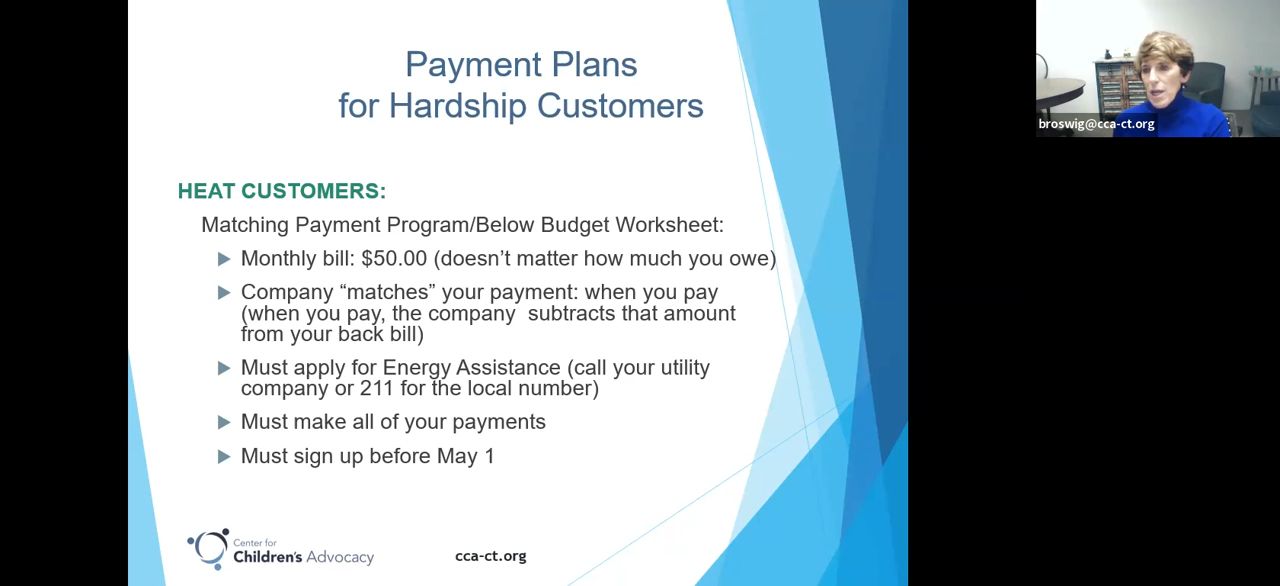 Payment Plans
for Hardship Customers
HEAT CUSTOMERS:
Matching Payment Program/Below Budget Worksheet:
Monthly bill: $50.00 (doesn’t matter how much you owe)
Company “matches” your payment: when you pay
(when you pay, the company  subtracts that amount
from your back bill)
Must apply for Energy Assistance (call your utility
company or 211 for the local number)
Must make all of your payments
Must sign up before May 1
Center for
Children's Advocacy
cca-ct.org
broswig@cca-ct.org